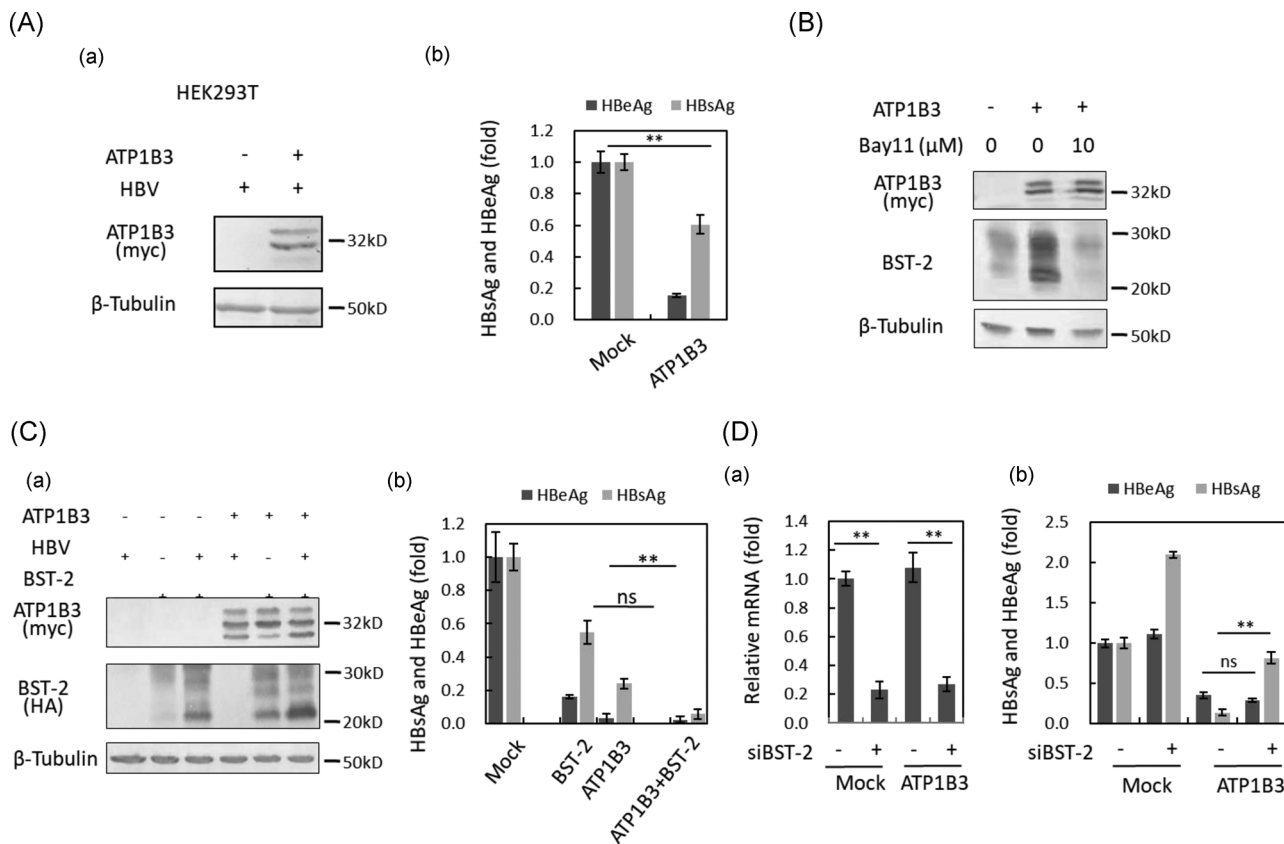 (A)
(a)
HEK293T
ATP1B3 - +
HBV + +
ATP1B3
(myc)
32kD
β-Tubulin
50kD
(b)
HBeAg HBsAg
HBsAg and HBeAg (fold)
1.2
1.0
0.8
0.6
0.4
0.2
0.0
**
Mock
ATP1B3
(B)
ATP1B3 - + +
Bay11 (μM) 0 0 10
ATP1B3
(myc)
32kD
BST-2
30kD
20kD
β-Tubulin
50kD
(C)
(a)
ATP1B3 - - - + + +
HBV + - + + - +
BST-2 + + + +
ATP1B3
(myc)
32kD
BST-2
(HA)
30kD
20kD
β-Tubulin
50kD
(b)
HBeAg HBsAg
HBsAg and HBeAg (fold)
1.2
1.0
0.8
0.6
0.4
0.2
0.0
**
ns
Mock
BST-2
ATP1B3
ATP1B3+BST-2
(D)
(a)
Relative mRNA (fold)
1.4
1.2
1.0
0.8
0.6
0.4
0.2
0.0
** **
siBST-2 - + - +
Mock ATP1B3
(b)
HBeAg HBsAg
HBsAg and HBeAg (fold)
2.5
2.0
1.5
1.0
0.5
0.0
**
ns
siBST-2 - + - +
Mock ATP1B3